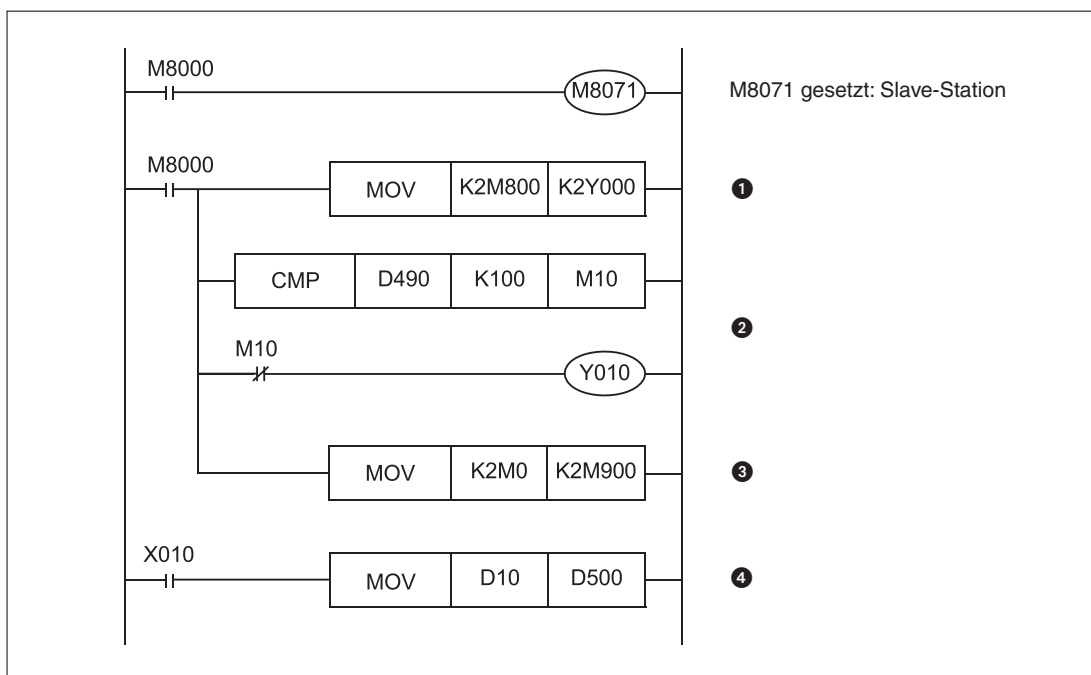 M8000
M8071
M8071 gesetzt: Slave-Station
M8000
MOV K2M800 K2Y000
❶
CMP D490 K100 M10
❷
M10
Y010
MOV K2M0 K2M900
❸
X010
MOV D10 D500
❹